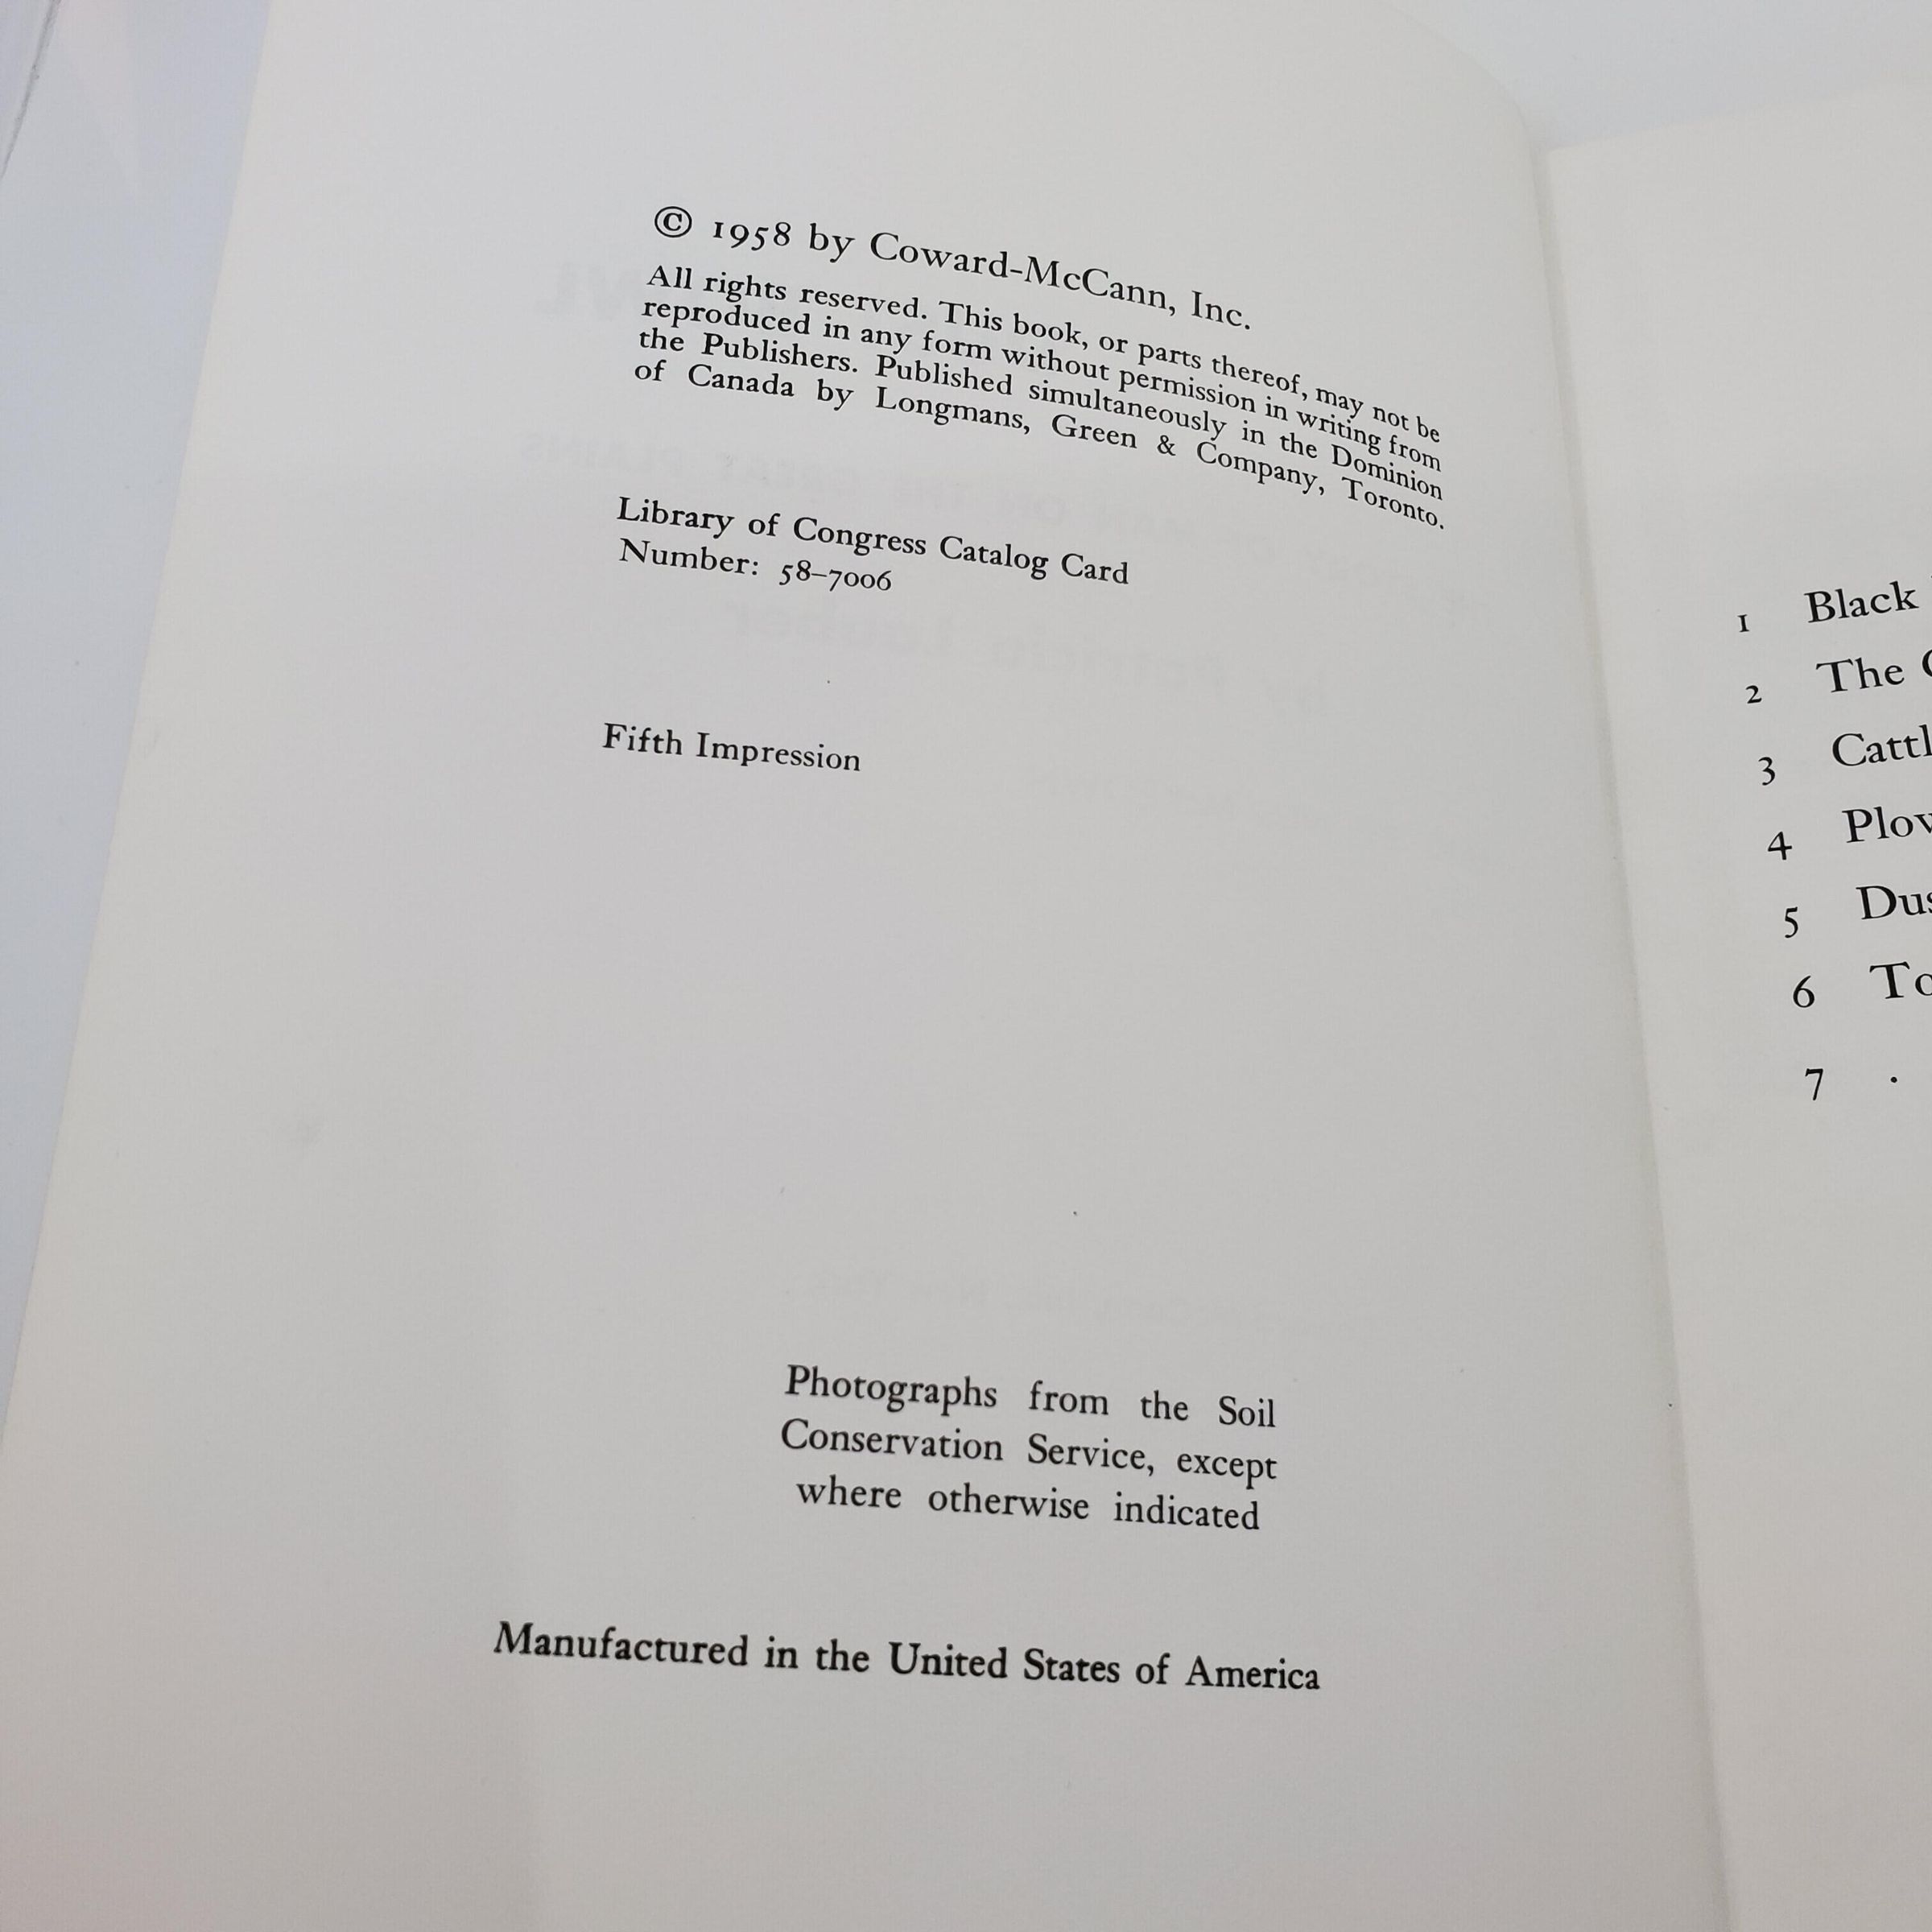 © 1958 by Coward-McCann, Inc.
All rights reserved. This book, or parts thereof, may not be
reproduced in any form without permission in writing from
the Publishers. Published simultaneously in the Dominion
of Canada by Longmans, Green & Company, Toronto.
Library of Congress Catalog Card
Number: 58–7006
Fifth Impression
Photographs from the Soil
Conservation Service, except
where otherwise indicated
Manufactured in the United States of America
1 Black
2 The
3 Cattl
4 Plov
5 Dus
6 To
7